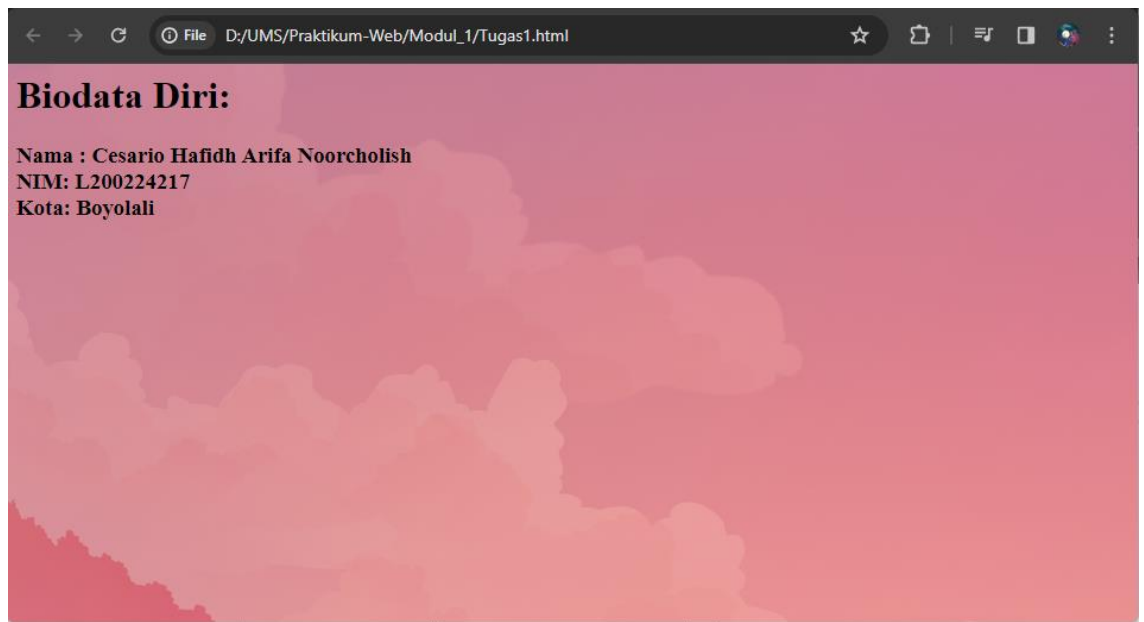 File D:/UMS/Praktikum-Web/Modul_1/Tugas1.html
Biodata Diri:
Nama : Cesario Hafidh Arifa Noorcholish
NIM: L200224217
Kota: Boyolali